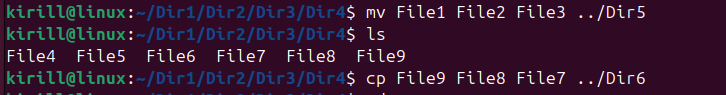 kirill@linux:~/Dir1/Dir2/Dir3/Dir4$ mv File1 File2 File3 ../Dir5
kirill@linux:~/Dir1/Dir2/Dir3/Dir4$ ls
File4  File5  File6  File7  File8  File9
kirill@linux:~/Dir1/Dir2/Dir3/Dir4$ cp File9 File8 File7 ../Dir6